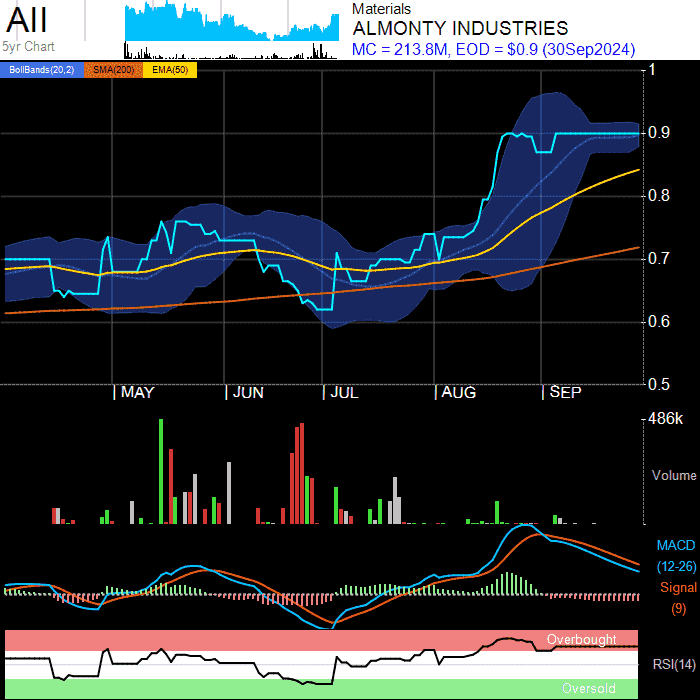 AII
5yr Chart
Materials
ALMONTY INDUSTRIES
MC = 213.8M, EOD = $0.9 (30Sep2024)
BollBands(20,2) SMA(200) EMA(50)
1
0.9
0.8
0.7
0.6
0.5
MAY JUN JUL AUG SEP
486k
Volume
MACD
(12-26)
Signal
(9)
Overbought
RSI(14)
Oversold